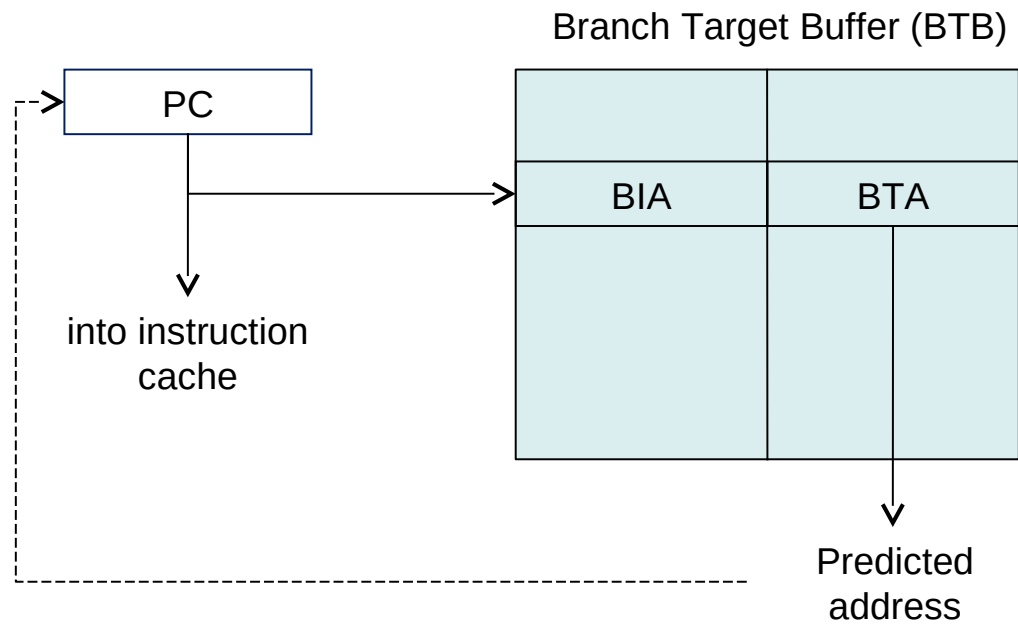 Branch Target Buffer (BTB)
PC
BIA
BTA
into instruction
cache
Predicted
address